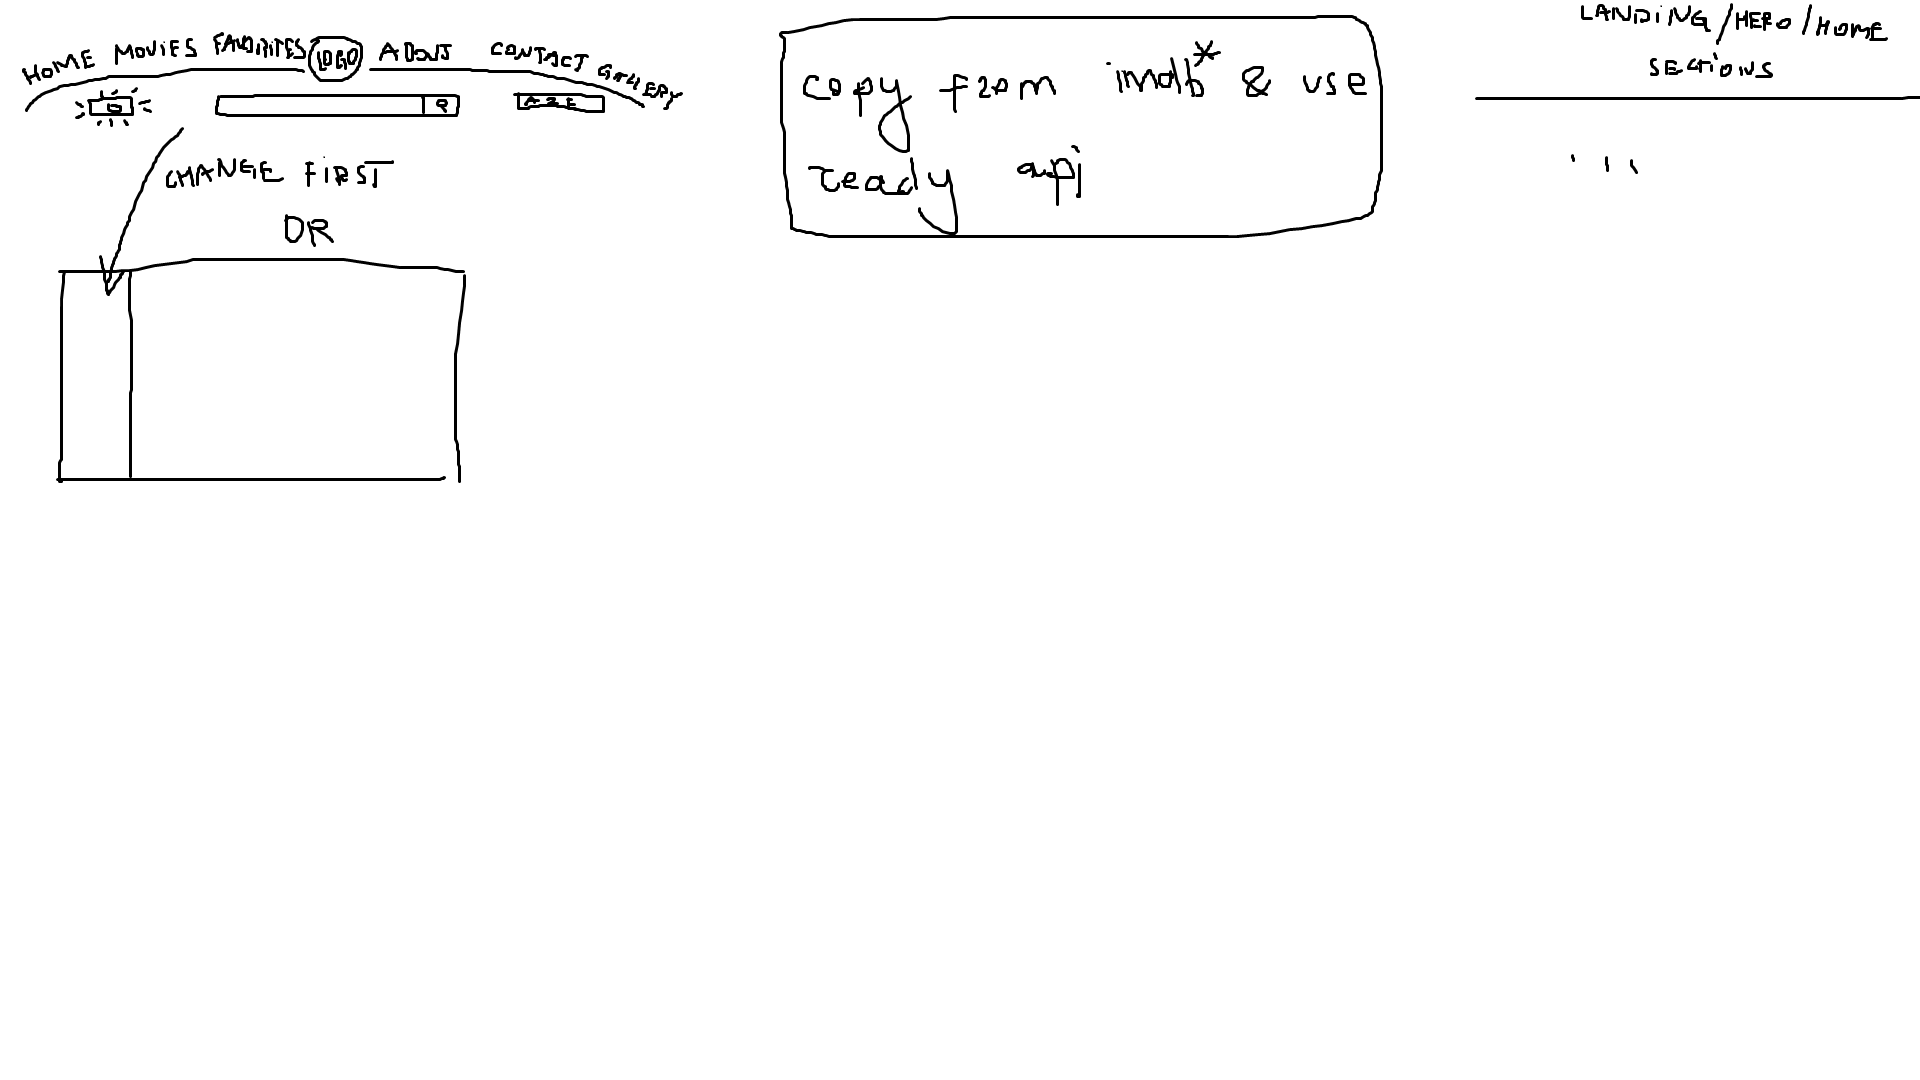 HOME MOVIES FAVORITES LOGO ABOUT CONTACT GALLERY
AZE
CHANGE FIRST
OR
copy from imdb* & use
ready api
LANDING/HERO/HOME
SECTIONS
...